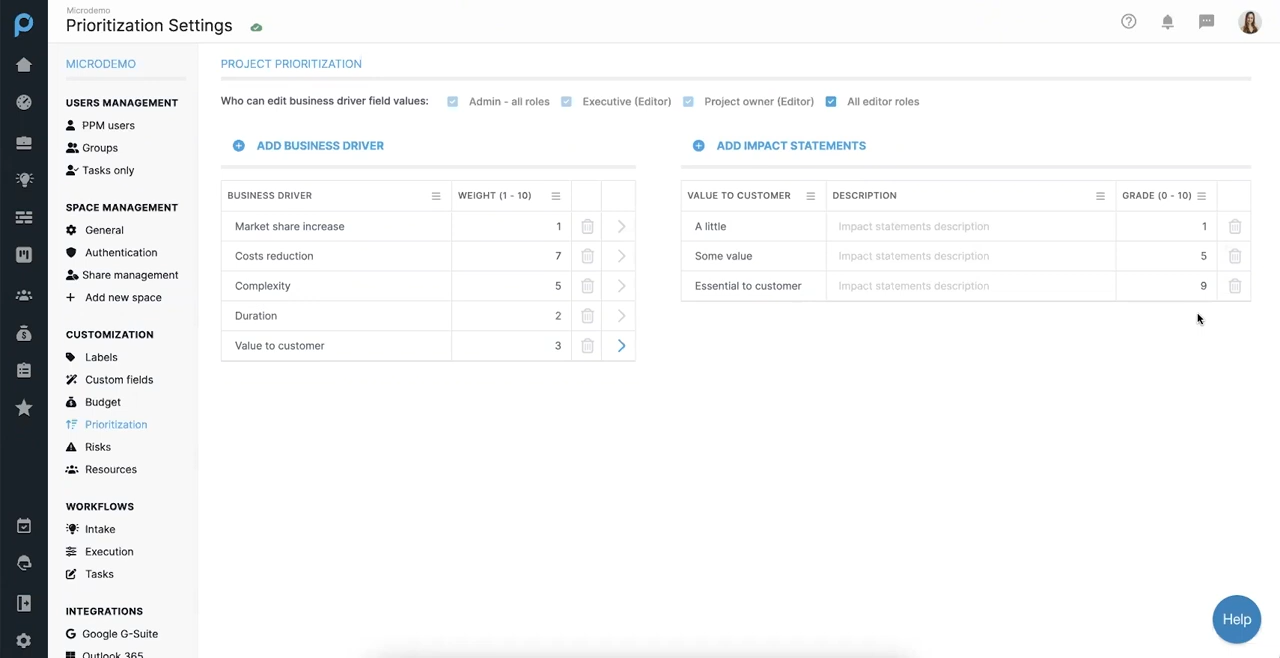 Microdemo
Prioritization Settings
MICRODEMO
USERS MANAGEMENT
PPM users
Groups
Tasks only
SPACE MANAGEMENT
General
Authentication
Share management
Add new space
CUSTOMIZATION
Labels
Custom fields
Budget
Prioritization
Risks
Resources
WORKFLOWS
Intake
Execution
Tasks
INTEGRATIONS
Google G-Suite
Outlook 365
PROJECT PRIORITIZATION
Who can edit business driver field values: Admin - all roles Executive (Editor) Project owner (Editor) All editor roles
ADD BUSINESS DRIVER
BUSINESS DRIVER WEIGHT (1 - 10)
Market share increase 1
Costs reduction 7
Complexity 5
Duration 2
Value to customer 3
ADD IMPACT STATEMENTS
VALUE TO CUSTOMER DESCRIPTION GRADE (0 - 10)
A little Impact statements description 1
Some value Impact statements description 5
Essential to customer Impact statements description 9
Help